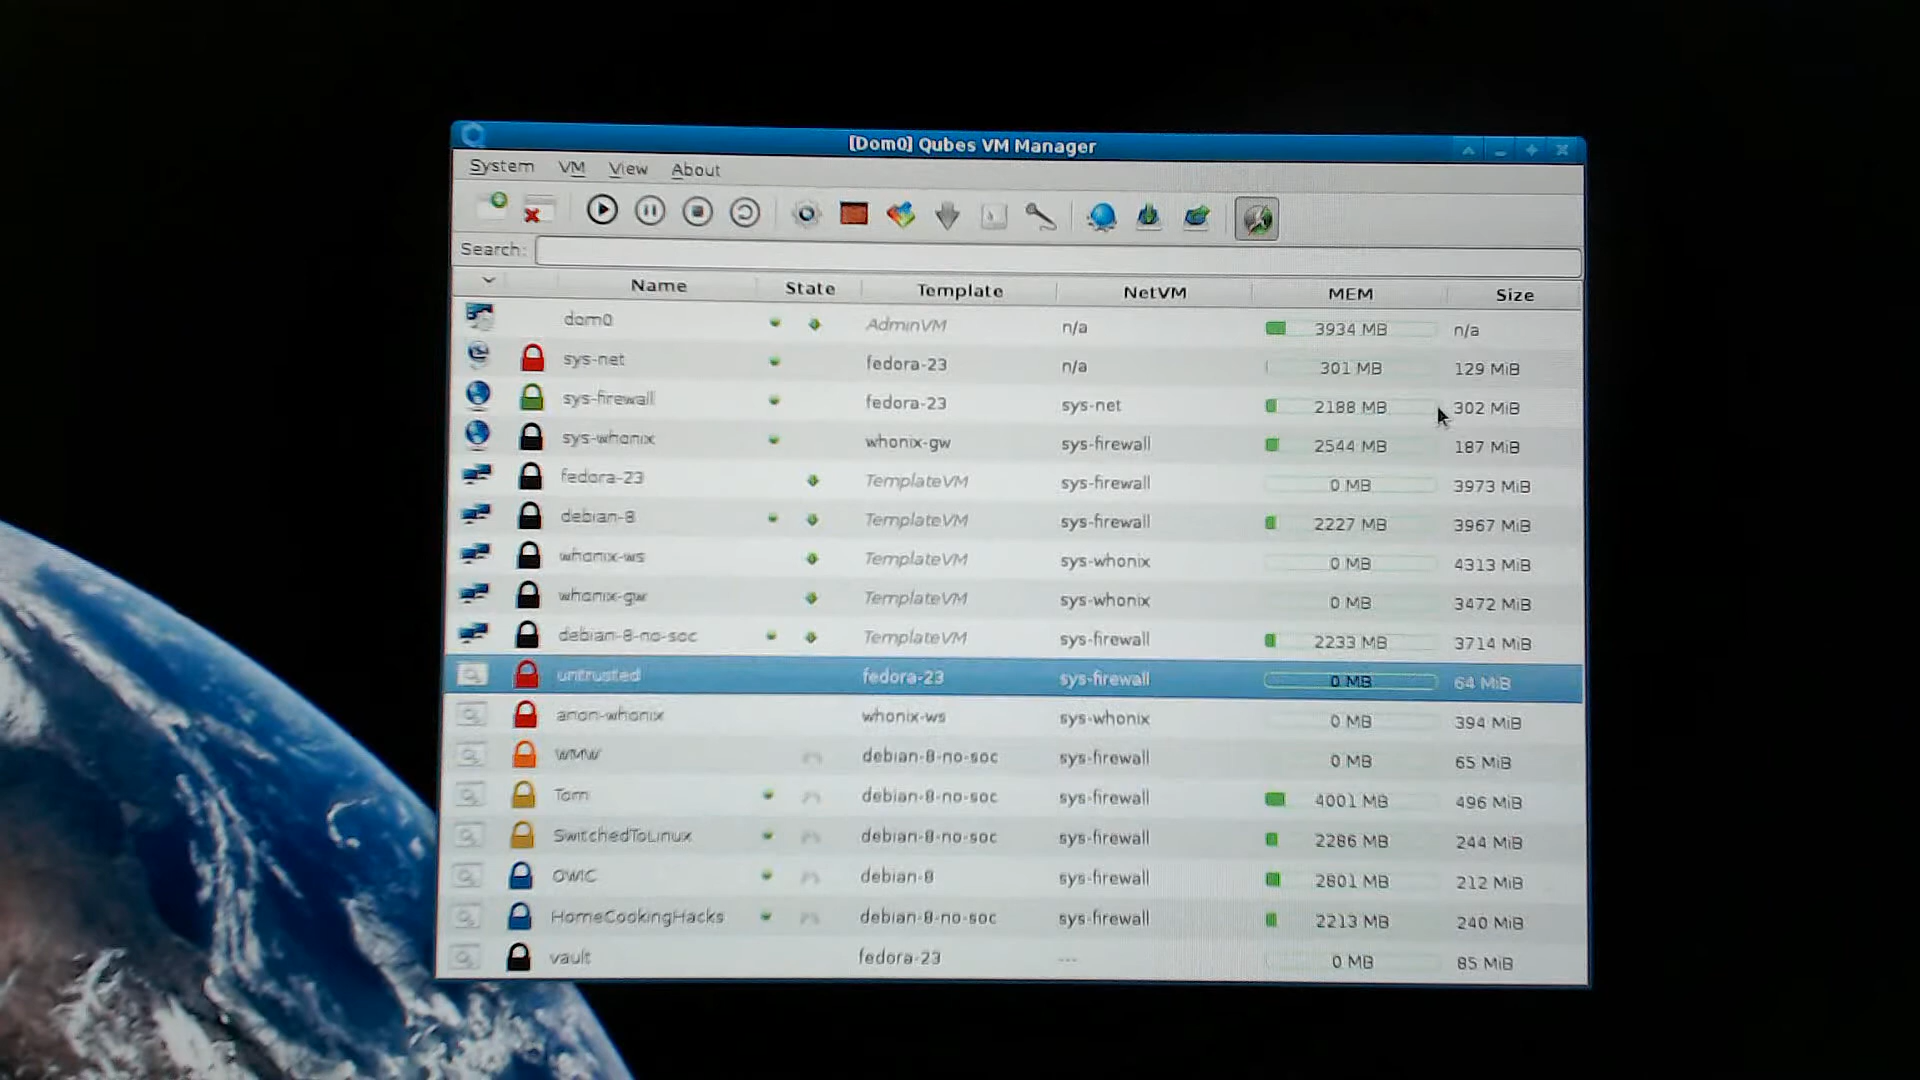 [Dom0] Qubes VM Manager
System VM View About
Search:
Name State Template NetVM MEM Size
dom0 AdminVM n/a 3934 MB n/a
sys-net fedora-23 n/a 301 MB 129 MiB
sys-firewall fedora-23 sys-net 2188 MB 302 MiB
sys-whonix whonix-gw sys-firewall 2544 MB 187 MiB
fedora-23 TemplateVM sys-firewall 0 MB 3973 MiB
debian-8 TemplateVM sys-firewall 2227 MB 3967 MiB
whonix-ws TemplateVM sys-whonix 0 MB 4313 MiB
whonix-gw TemplateVM sys-whonix 0 MB 3472 MiB
debian-8-no-soc TemplateVM sys-firewall 2233 MB 3714 MiB
untrusted fedora-23 sys-firewall 0 MB 64 MiB
anon-whonix whonix-ws sys-whonix 0 MB 394 MiB
WMW debian-8-no-soc sys-firewall 0 MB 65 MiB
Tom debian-8-no-soc sys-firewall 4001 MB 496 MiB
SwitchedToLinux debian-8-no-soc sys-firewall 2286 MB 244 MiB
OWIC debian-8 sys-firewall 2801 MB 212 MiB
HomeCookingHacks debian-8-no-soc sys-firewall 2213 MB 240 MiB
vault fedora-23 --- 0 MB 85 MiB